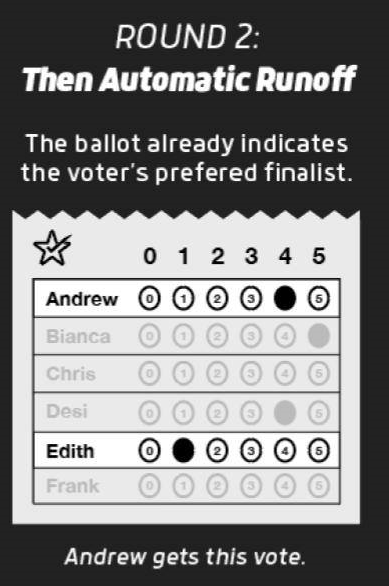 ROUND 2:
Then Automatic Runoff
The ballot already indicates
the voter's prefered finalist.
0 1 2 3 4 5
Andrew 0 1 2 3 5
Bianca 0 1 2 3 4
Chris 0 1 2 3 4 5
Desi 0 1 2 3 5
Edith 0 2 3 4 5
Frank 0 1 2 3 4 5
Andrew gets this vote.